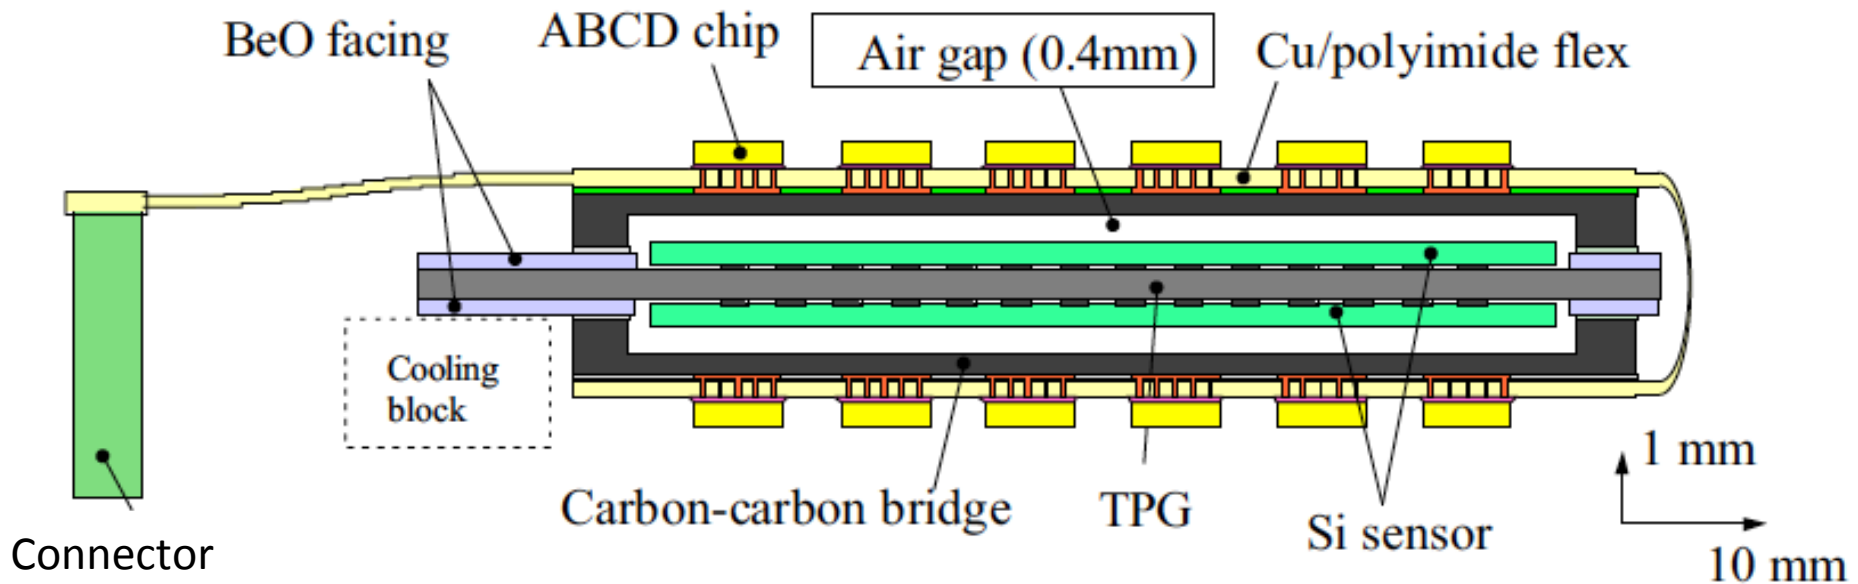 BeO facing
ABCD chip
Air gap (0.4mm)
Cu/polyimide flex
Cooling
block
Carbon-carbon bridge
TPG
Si sensor
1 mm
10 mm
Connector